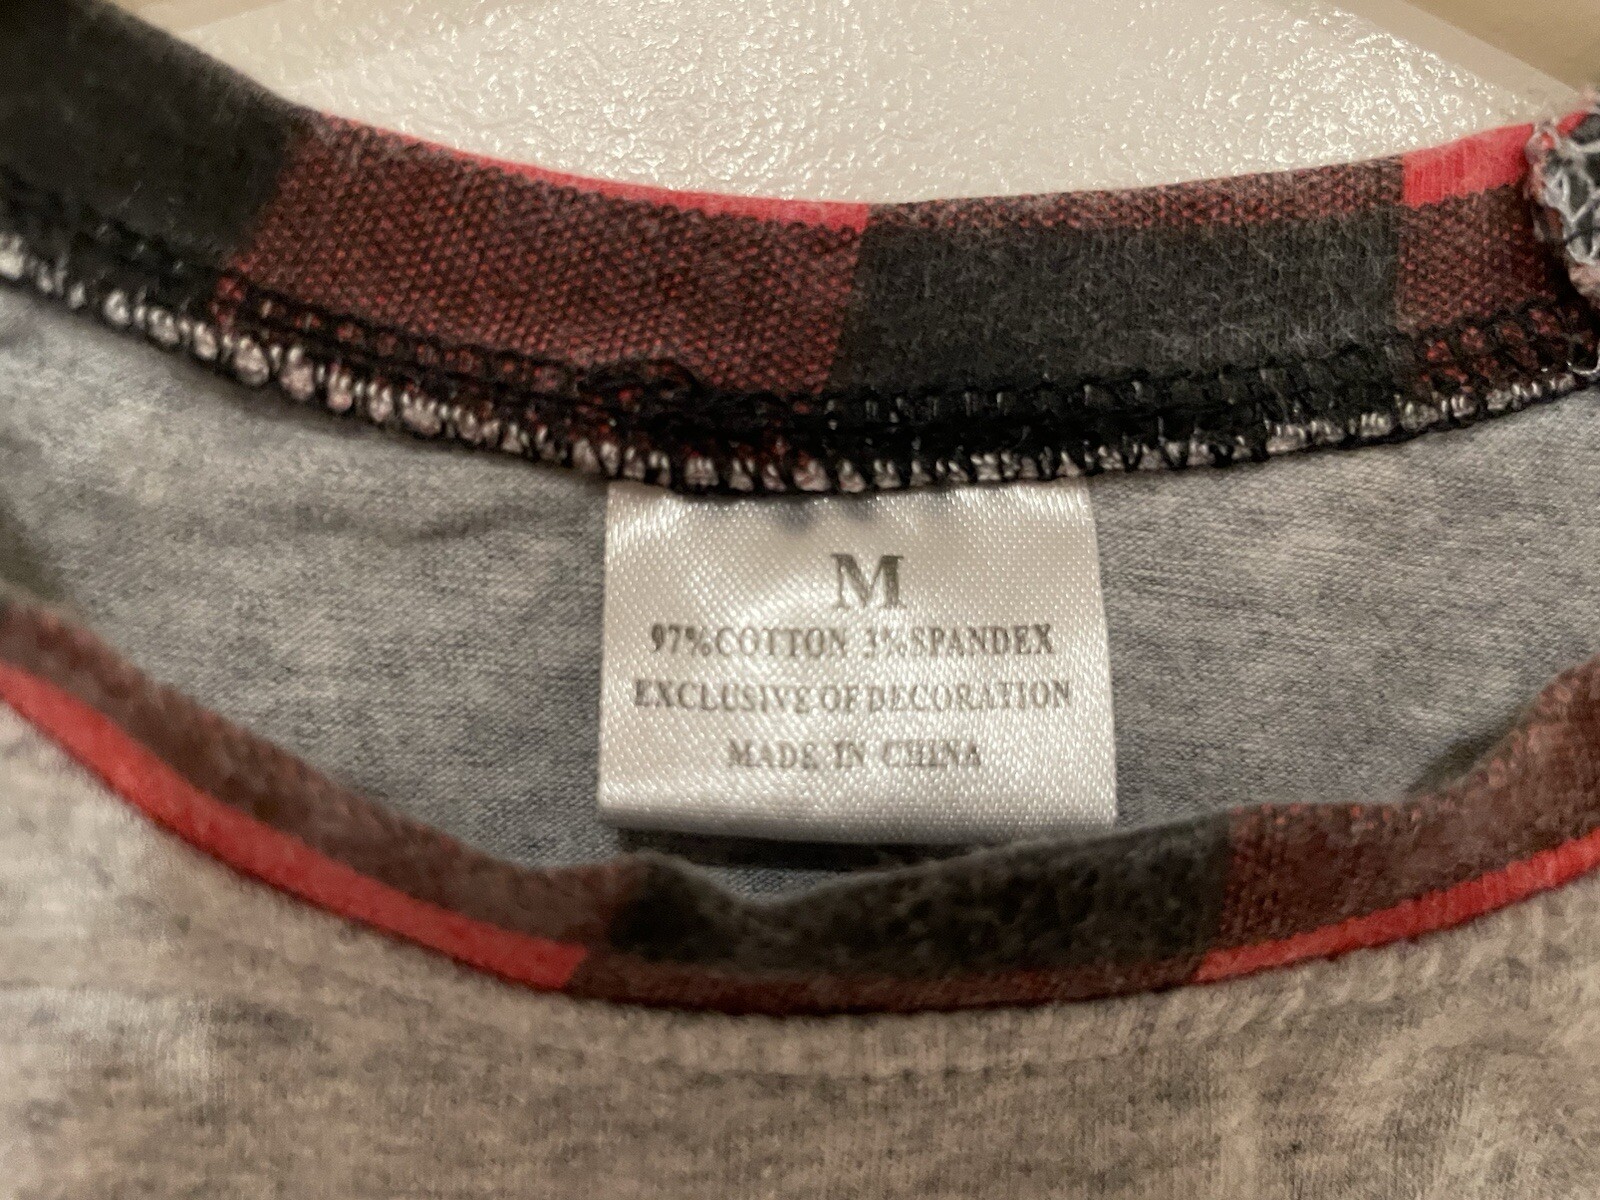 M
97%COTTON 3%SPANDEX
EXCLUSIVE OF DECORATION
MADE IN CHINA